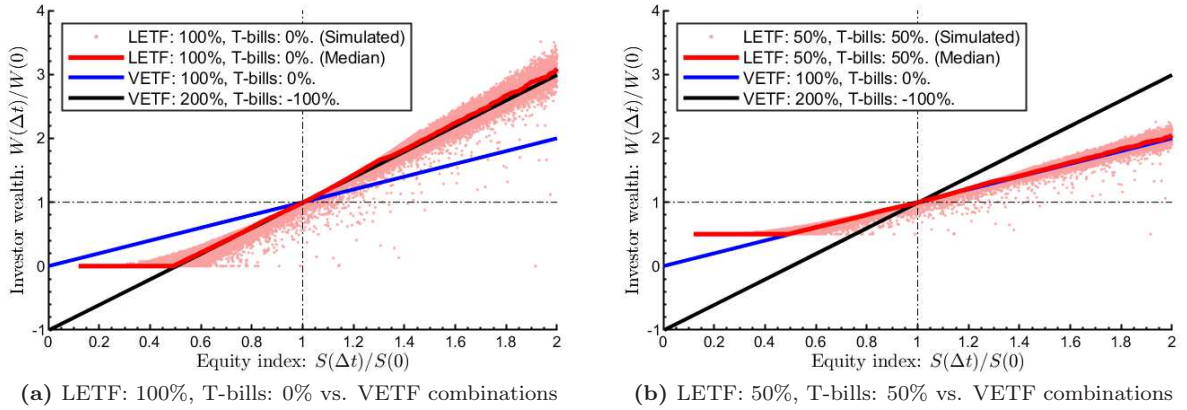 4
3
2
1
0
-1
Investor wealth: W(Δt)/W(0)
LETF: 100%, T-bills: 0%. (Simulated)
LETF: 100%, T-bills: 0%. (Median)
VETF: 100%, T-bills: 0%.
VETF: 200%, T-bills: -100%.
0 0.2 0.4 0.6 0.8 1 1.2 1.4 1.6 1.8 2
Equity index: S(Δt)/S(0)
(a) LETF: 100%, T-bills: 0% vs. VETF combinations
4
3
2
1
0
-1
Investor wealth: W(Δt)/W(0)
LETF: 50%, T-bills: 50%. (Simulated)
LETF: 50%, T-bills: 50%. (Median)
VETF: 100%, T-bills: 0%.
VETF: 200%, T-bills: -100%.
0 0.2 0.4 0.6 0.8 1 1.2 1.4 1.6 1.8 2
Equity index: S(Δt)/S(0)
(b) LETF: 50%, T-bills: 50% vs. VETF combinations